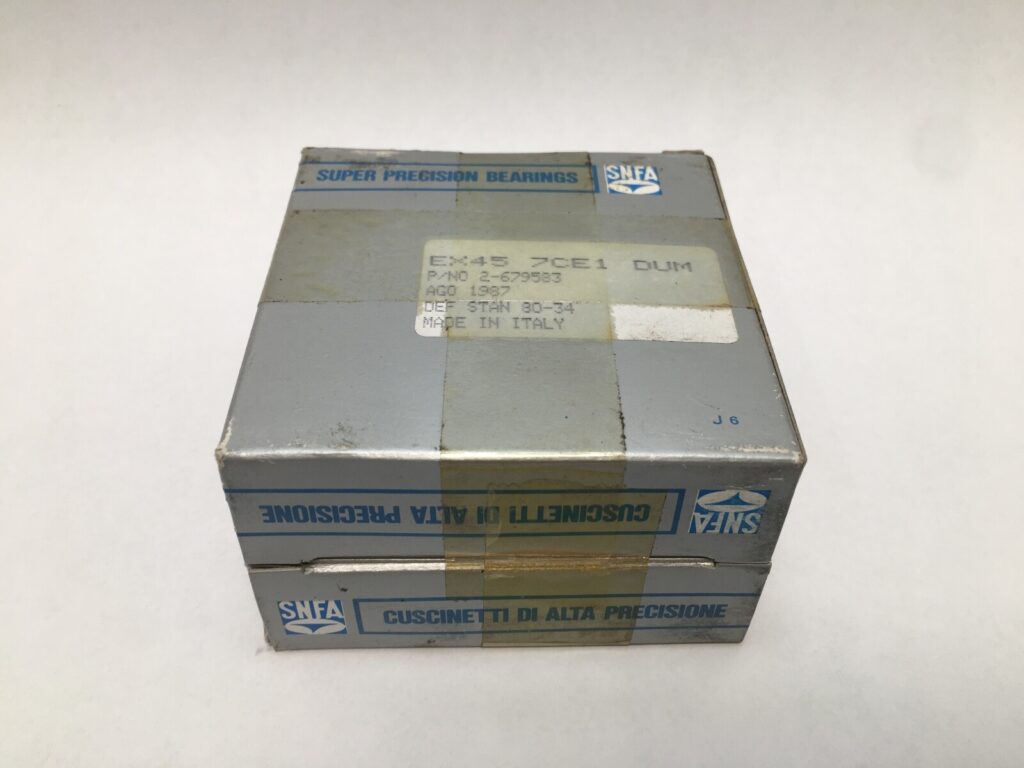 SUPER PRECISION BEARINGS
SNFA
EX45 7CE1 DUM
P/NO 2-679583
AGO 1987
DEF STAN 80-34
MADE IN ITALY
J 6
CUSCINETTI DI ALTA PRECISIONE
SNFA
SNFA
CUSCINETTI DI ALTA PRECISIONE